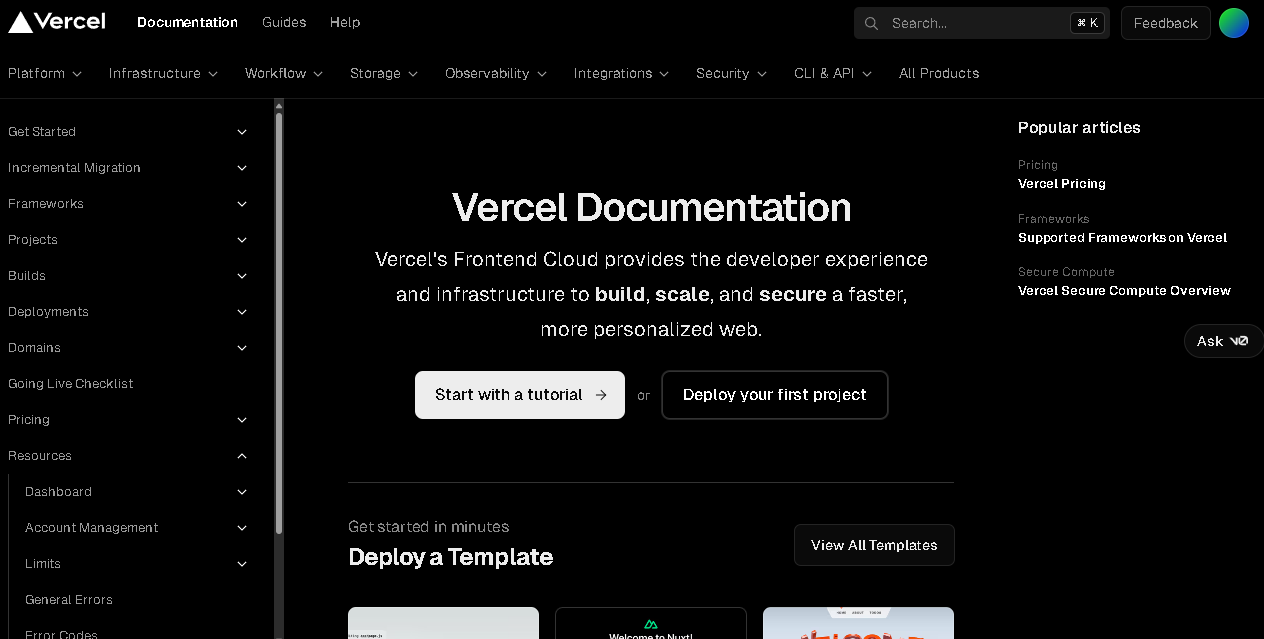 Vercel
Documentation
Guides
Help
Search...
⌘ K
Feedback
Platform
Infrastructure
Workflow
Storage
Observability
Integrations
Security
CLI & API
All Products
Get Started
Incremental Migration
Frameworks
Projects
Builds
Deployments
Domains
Going Live Checklist
Pricing
Resources
Dashboard
Account Management
Limits
General Errors
Error Codes
Vercel Documentation
Vercel's Frontend Cloud provides the developer experience
and infrastructure to build, scale, and secure a faster,
more personalized web.
Start with a tutorial →
or
Deploy your first project
Get started in minutes
Deploy a Template
View All Templates
Welcome to Nuxt!
HOME ABOUT
Popular articles
Pricing
Vercel Pricing
Frameworks
Supported Frameworks on Vercel
Secure Compute
Vercel Secure Compute Overview
Ask v0